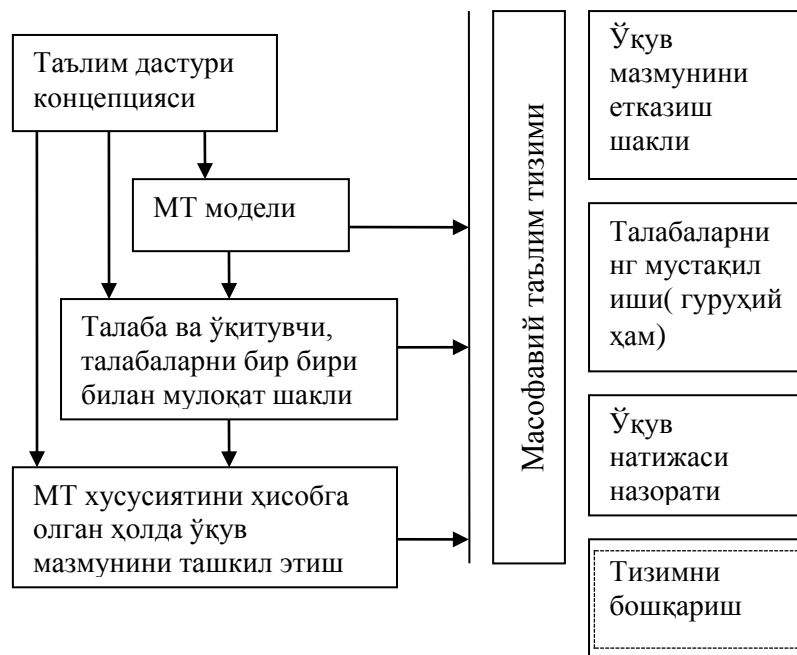 Таълим дастури
концепцияси
МТ модели
Талаба ва ўқитувчи,
талабаларни бир бири
билан мулоқат шакли
МТ хусусиятини ҳисобга
олган ҳолда ўқув
мазмунини ташкил этиш
Масофавий таълим тизими
Ўқув
мазмунини
етказиш
шакли
Талабаларни
нг мустақил
иши( гуруҳий
ҳам)
Ўқув
натижаси
назорати
Тизимни
бошқариш